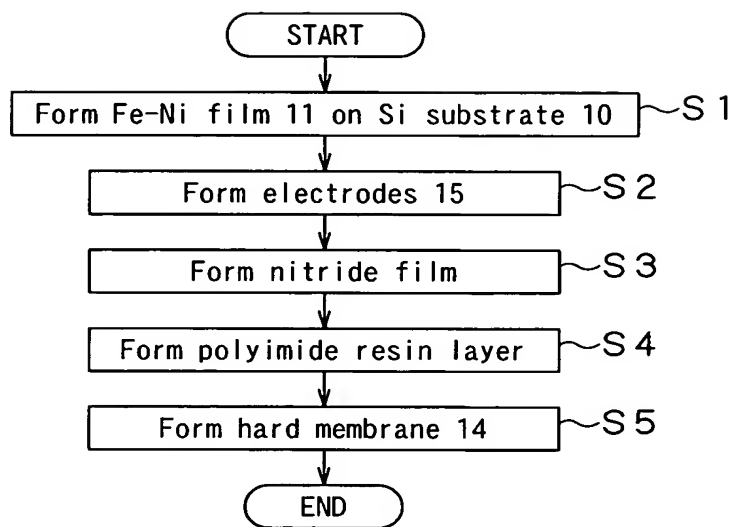 START
Form Fe-Ni film 11 on Si substrate 10 S1
Form electrodes 15 S2
Form nitride film S3
Form polyimide resin layer S4
Form hard membrane 14 S5
END